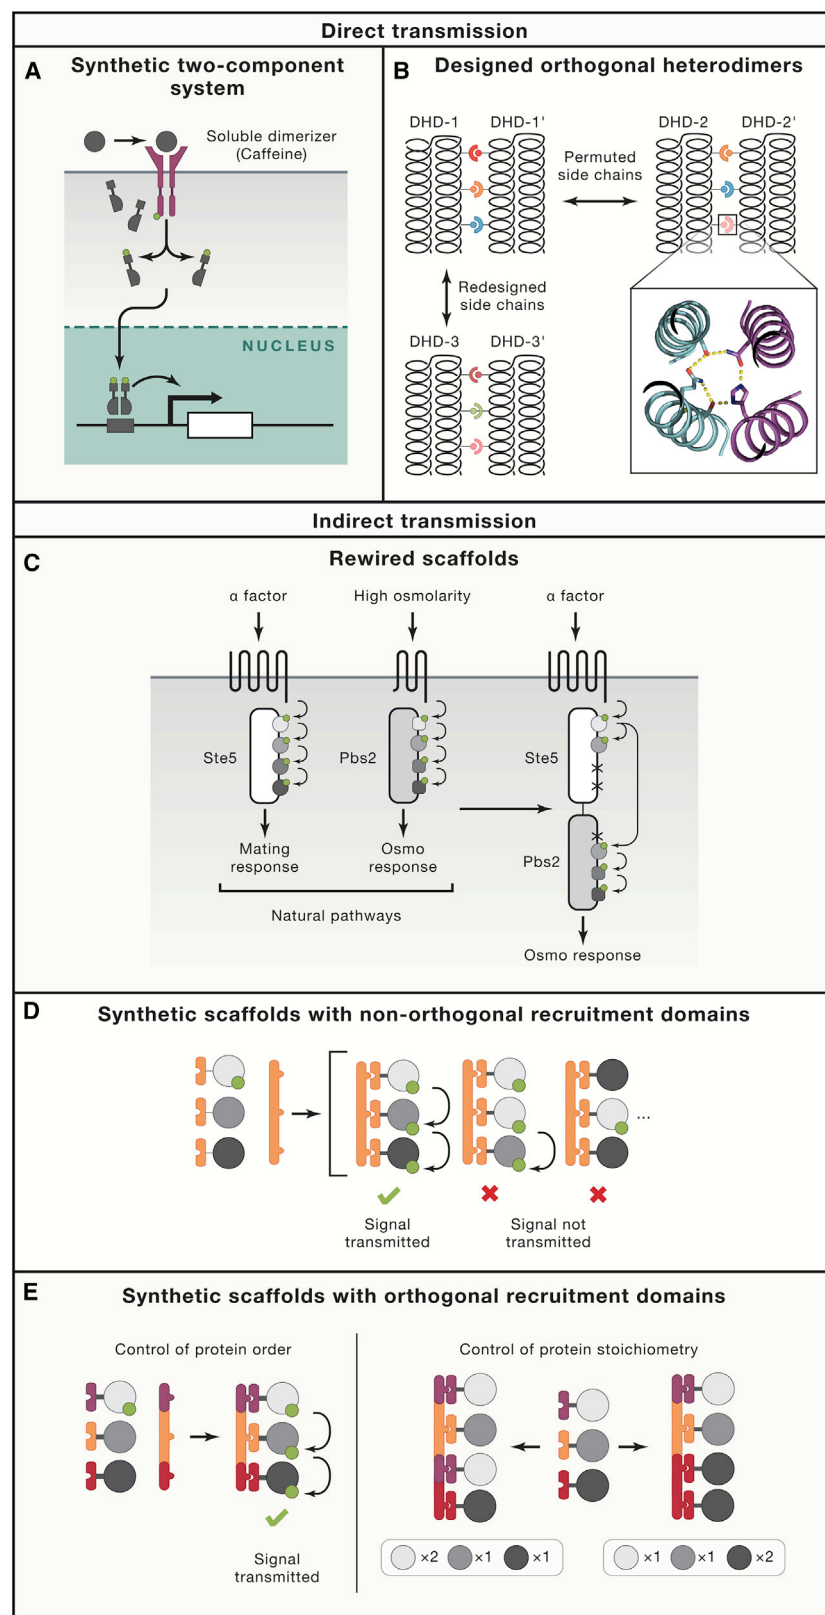 Direct transmission
A
Synthetic two-component
system
Soluble dimerizer
(Caffeine)
NUCLEUS
B
Designed orthogonal heterodimers
DHD-1
DHD-1'
DHD-2
DHD-2'
Permuted
side chains
Redesigned
side chains
DHD-3
DHD-3'
Indirect transmission
C
Rewired scaffolds
α factor
High osmolarity
α factor
Ste5
Pbs2
Ste5
Mating
response
Osmo
response
Pbs2
Natural pathways
Osmo response
D
Synthetic scaffolds with non-orthogonal recruitment domains
...
Signal
transmitted
Signal not
transmitted
E
Synthetic scaffolds with orthogonal recruitment domains
Control of protein order
Signal
transmitted
Control of protein stoichiometry
×2 ×1 ×1
×1 ×1 ×2